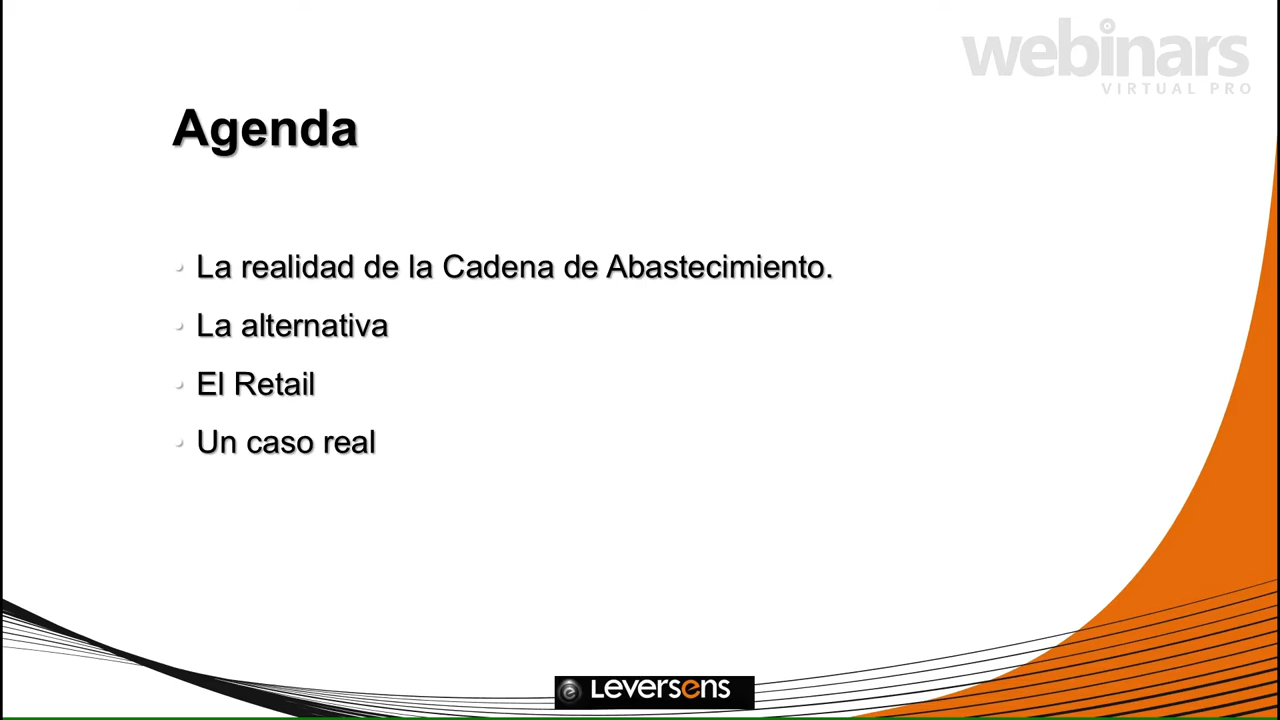 webinars
VIRTUAL PRO
Agenda
• La realidad de la Cadena de Abastecimiento.
• La alternativa
• El Retail
• Un caso real
Leversens